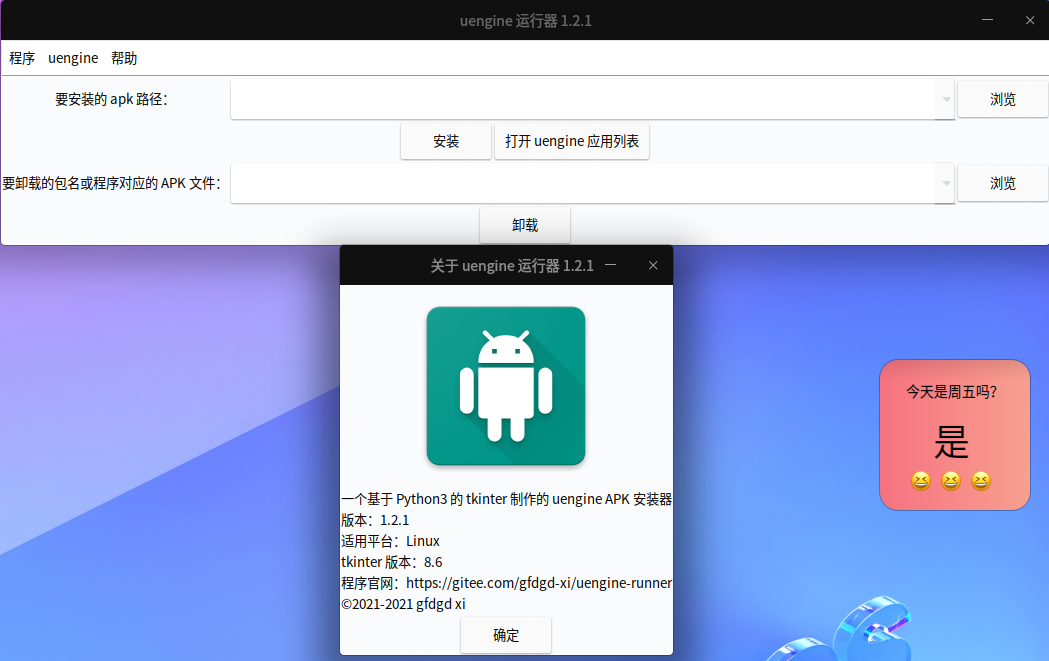 uengine 运行器 1.2.1
程序 uengine 帮助
要安装的 apk 路径： 浏览
安装 打开 uengine 应用列表
要卸载的包名或程序对应的 APK 文件： 浏览
卸载
关于 uengine 运行器 1.2.1
今天是周五吗？
是
😆 😆 😆
一个基于 Python3 的 tkinter 制作的 uengine APK 安装器
版本：1.2.1
适用平台：Linux
tkinter 版本：8.6
程序官网：https://gitee.com/gfdgd-xi/uengine-runner
©2021-2021 gfdgd xi
确定